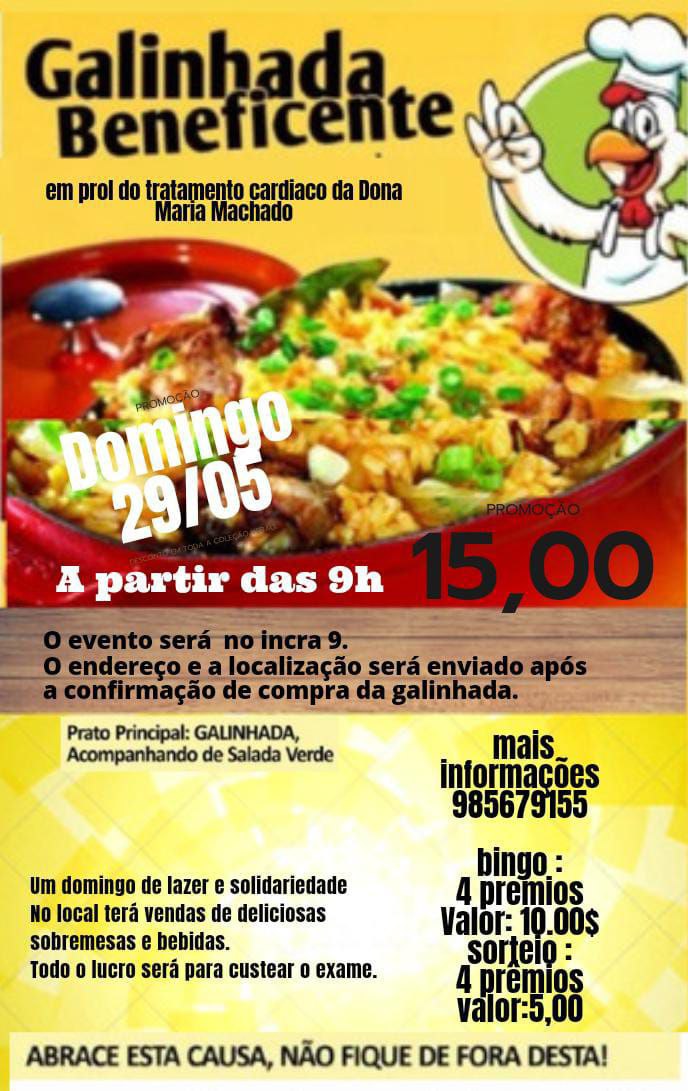 Galinhada
Beneficente
em prol do tratamento cardiaco da Dona
Maria Machado
PROMOÇÃO
Domingo
29/05
DESCONTO EM TODA A COLEÇÃO
A partir das 9h
PROMOÇÃO
15,00
O evento será no incra 9.
O endereço e a localização será enviado após
a confirmação de compra da galinhada.
Prato Principal: GALINHADA,
Acompanhando de Salada Verde
mais
informações
985679155
Um domingo de lazer e solidariedade
No local terá vendas de deliciosas
sobremesas e bebidas.
Todo o lucro será para custear o exame.
bingo :
4 premios
Valor: 10.00$
sorteio :
4 prêmios
valor:5,00
ABRACE ESTA CAUSA, NÃO FIQUE DE FORA DESTA!